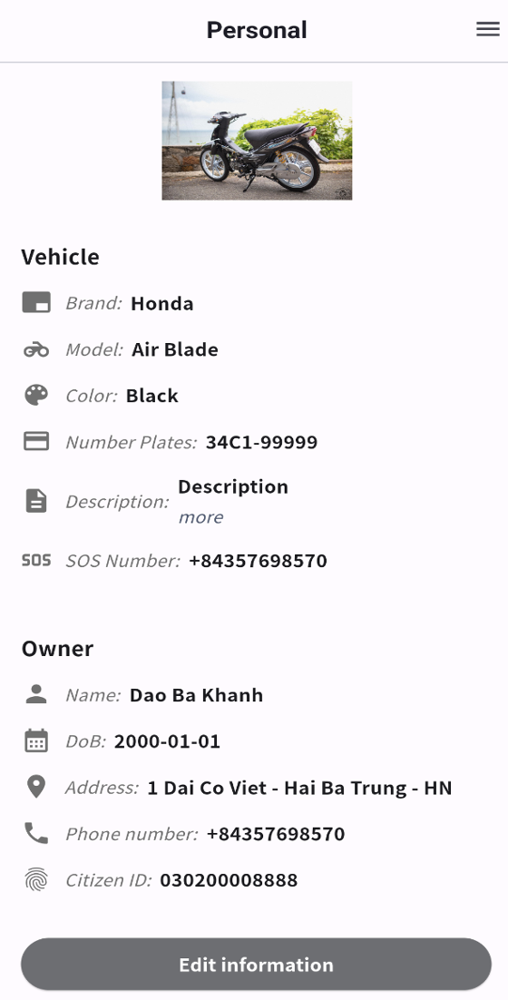 Personal
Vehicle
Brand: Honda
Model: Air Blade
Color: Black
Number Plates: 34C1-99999
Description: Description
more
SOS SOS Number: +84357698570
Owner
Name: Dao Ba Khanh
DoB: 2000-01-01
Address: 1 Dai Co Viet - Hai Ba Trung - HN
Phone number: +84357698570
Citizen ID: 030200008888
Edit information